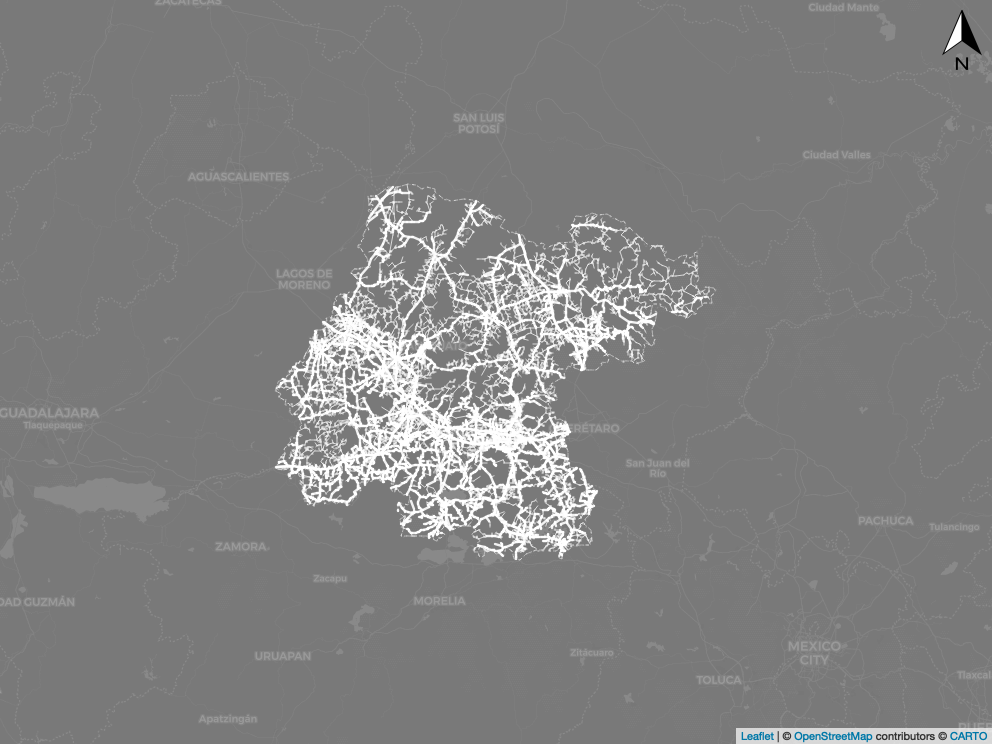 ZACATECAS
Ciudad Mante
N
SAN LUIS
POTOSÍ
Ciudad Valles
AGUASCALIENTES
LAGOS DE
MORENO
GUADALAJARA
Tlaquepaque
ERÉTARO
San Juan del
Río
PACHUCA
Tulancingo
ZAMORA
Zacapu
DAD GUZMÁN
MORELIA
URUAPAN
Zitácuaro
MEXICO
CITY
TOLUCA
Tlaxcal
Apatzingán
Leaflet | © OpenStreetMap contributors © CARTO